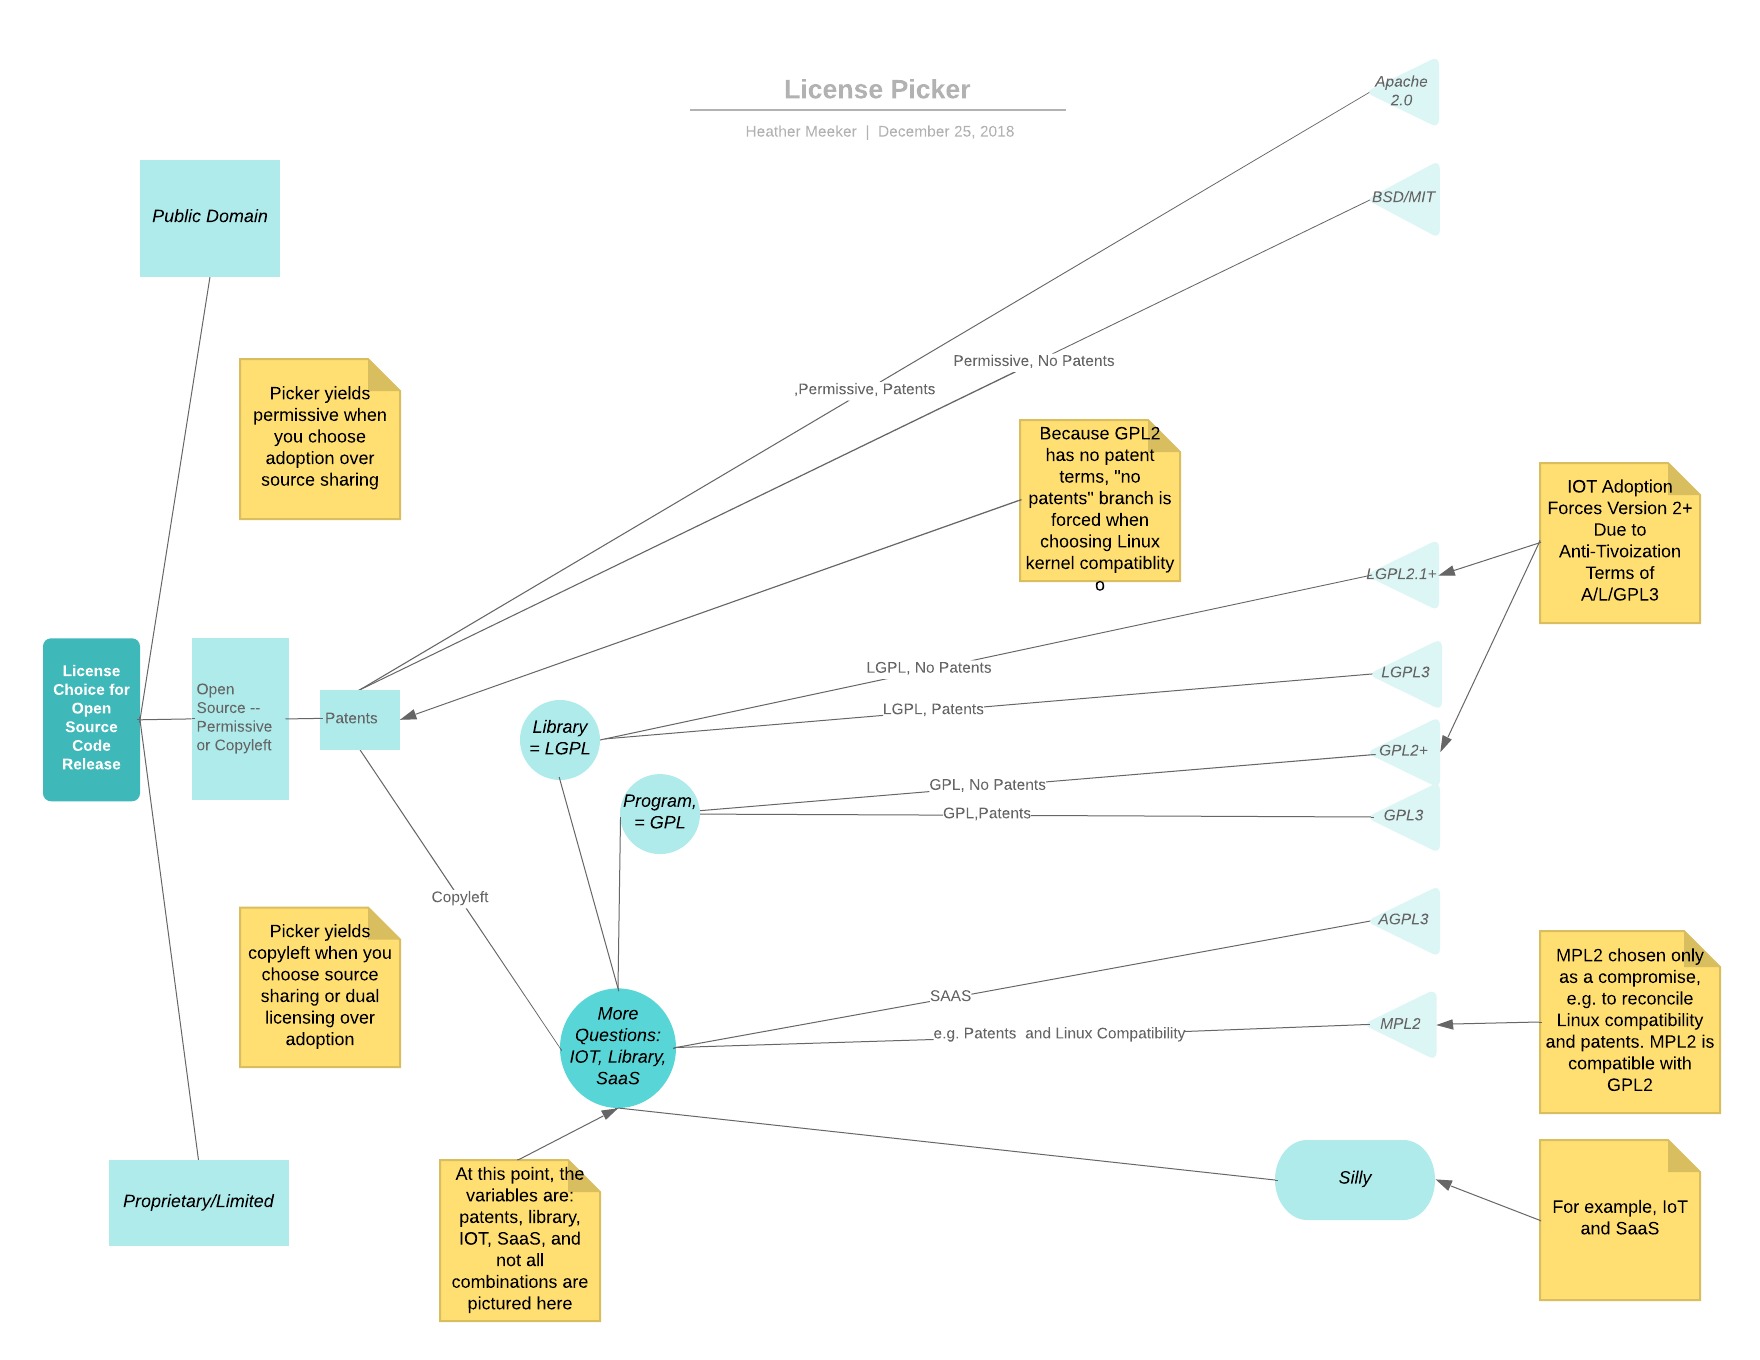 License Picker
Heather Meeker | December 25, 2018
Apache
2.0
BSD/MIT
Public Domain
Permissive, No Patents
,Permissive, Patents
Picker yields
permissive when
you choose
adoption over
source sharing
Because GPL2
has no patent
terms, "no
patents" branch is
forced when
choosing Linux
kernel compatiblity
o
IOT Adoption
Forces Version 2+
Due to
Anti-Tivoization
Terms of
A/L/GPL3
LGPL2.1+
License
Choice for
Open
Source
Code
Release
Open
Source --
Permissive
or Copyleft
Patents
Library
= LGPL
LGPL, No Patents
LGPL, Patents
LGPL3
GPL2+
Program,
= GPL
GPL, No Patents
GPL,Patents
GPL3
Copyleft
AGPL3
Picker yields
copyleft when you
choose source
sharing or dual
licensing over
adoption
More
Questions:
IOT, Library,
SaaS
SAAS
e.g. Patents  and Linux Compatibility
MPL2
MPL2 chosen only
as a compromise,
e.g. to reconcile
Linux compatibility
and patents. MPL2 is
compatible with
GPL2
Proprietary/Limited
At this point, the
variables are:
patents, library,
IOT, SaaS, and
not all
combinations are
pictured here
Silly
For example, IoT
and SaaS